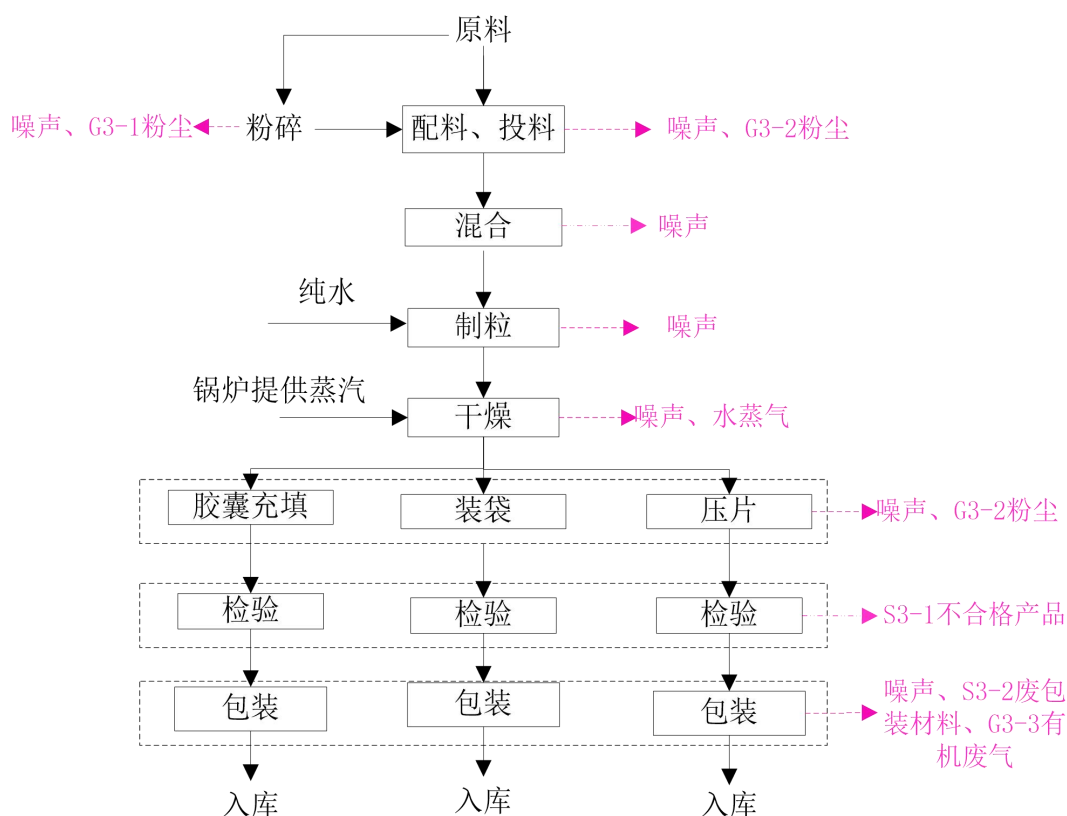 原料
噪声、G3-1粉尘
粉碎
配料、投料
噪声、G3-2粉尘
混合
噪声
纯水
制粒
噪声
锅炉提供蒸汽
干燥
噪声、水蒸气
胶囊充填
装袋
压片
噪声、G3-2粉尘
检验
检验
检验
S3-1不合格产品
包装
包装
包装
噪声、S3-2废包
装材料、G3-3有
机废气
入库
入库
入库